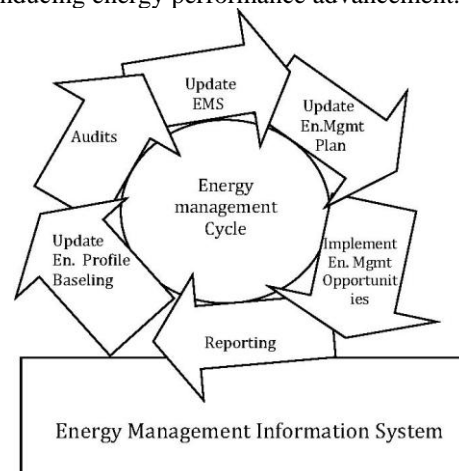 nducing energy performance advancement.
Update
EMS
Update
En.Mgmt
Plan
Audits
Energy
management
Cycle
Update
En. Profile
Baseling
Implement
En. Mgmt
Opportunit
ies
Reporting
Energy Management Information System